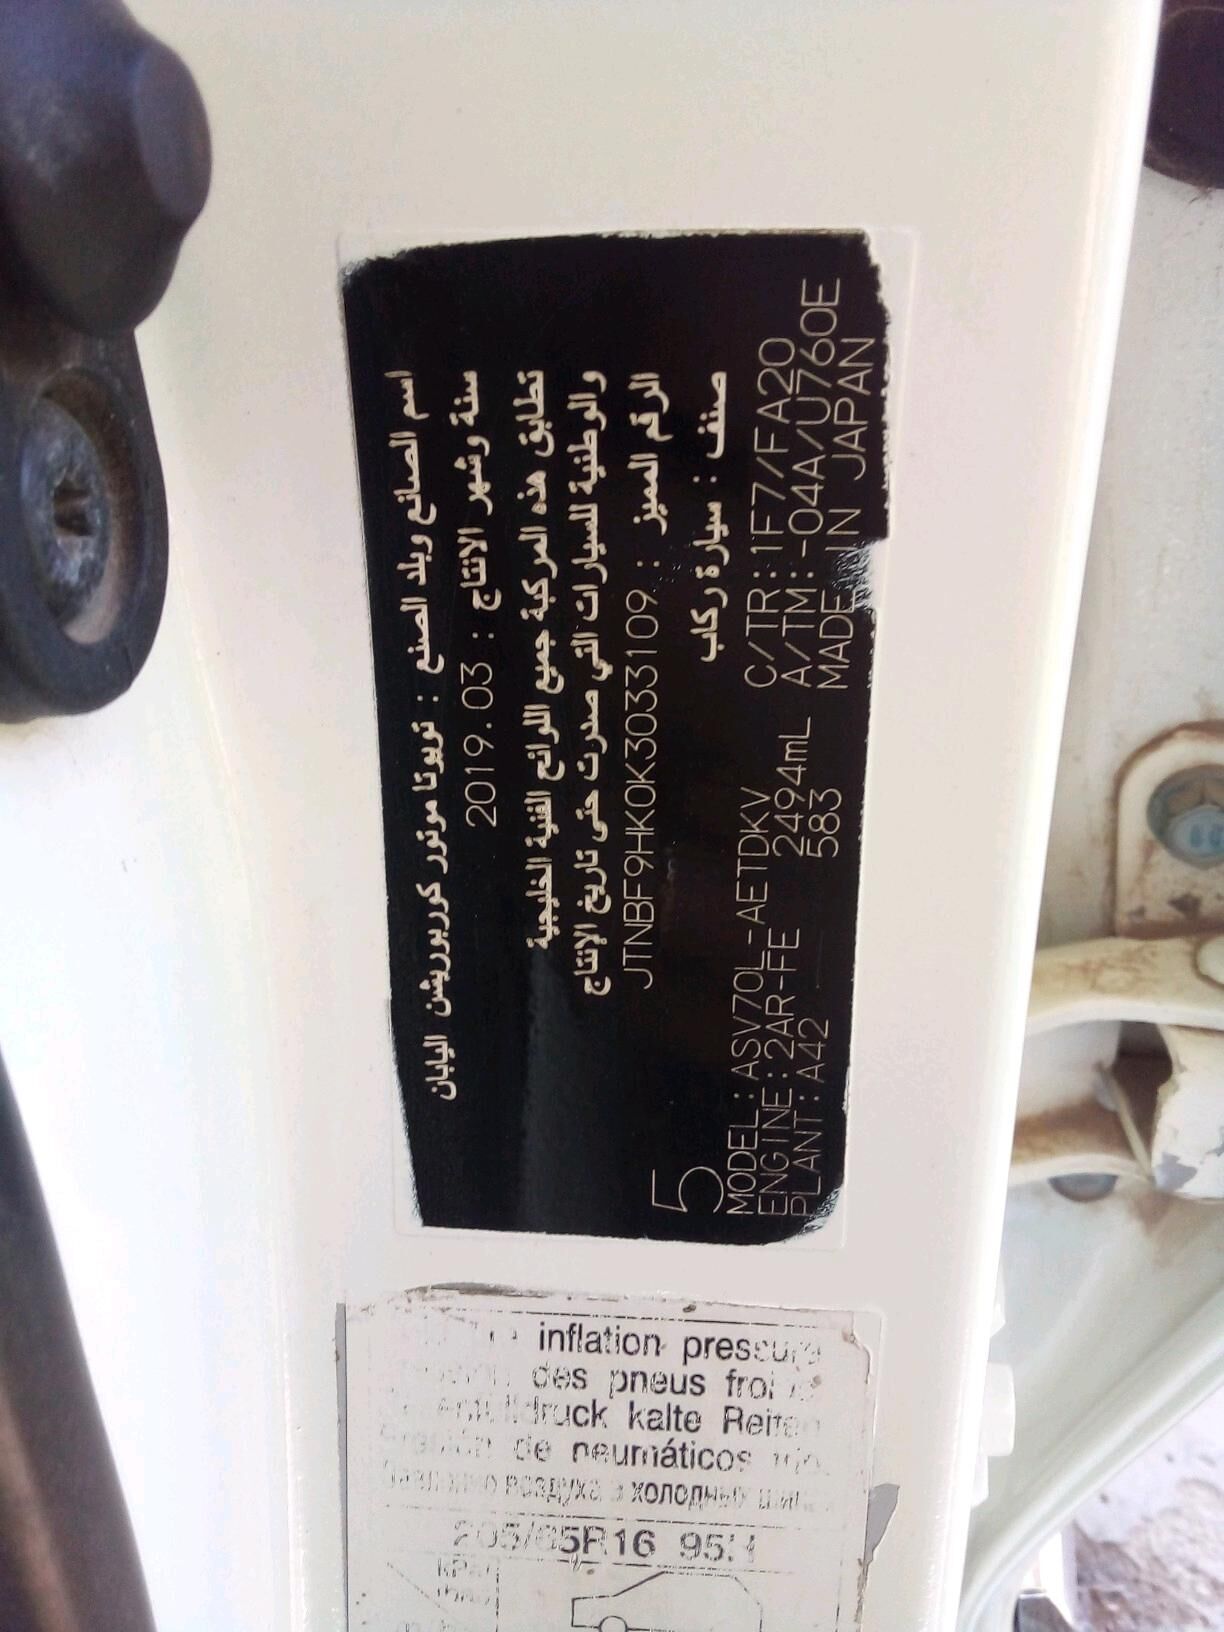 اسم الصانع وبلد الصنع : تويوتا موتور كوربوريشن اليابان
سنة وشهر الانتاج : 2019.03
تطابق هذه المركبة جميع اللوائح الفنية الخليجية
والوطنية للسيارات التي صدرت حتى تاريخ الإنتاج
الرقم المميز : JTNBF9HK0K3033109
صنف : سيارة ركاب
5
MODEL:ASV70L-AETDKV C/TR:1F7/FA20
ENGINE:2AR-FE 2494mL A/TM:-04A/U760E
PLANT:A42 583 MADE IN JAPAN
inflation pressure
des pneus
kalte Reifen
de neumáticos
воздуха в холодных
205/65R16 95H
kPa/
(bar)